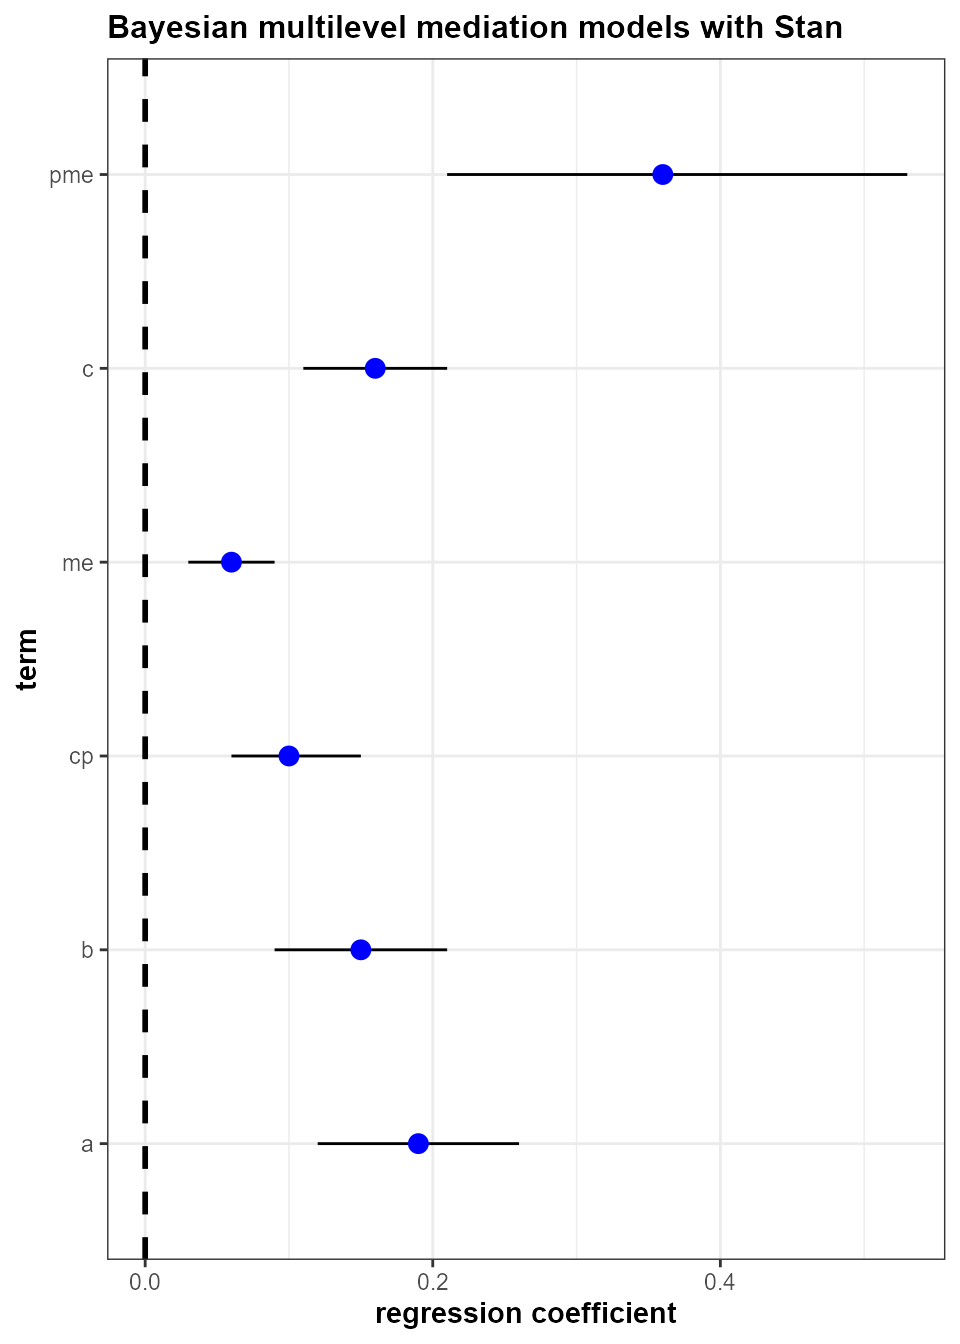 Bayesian multilevel mediation models with Stan
pme
c
me
term
cp
b
a
0.0 0.2 0.4
regression coefficient